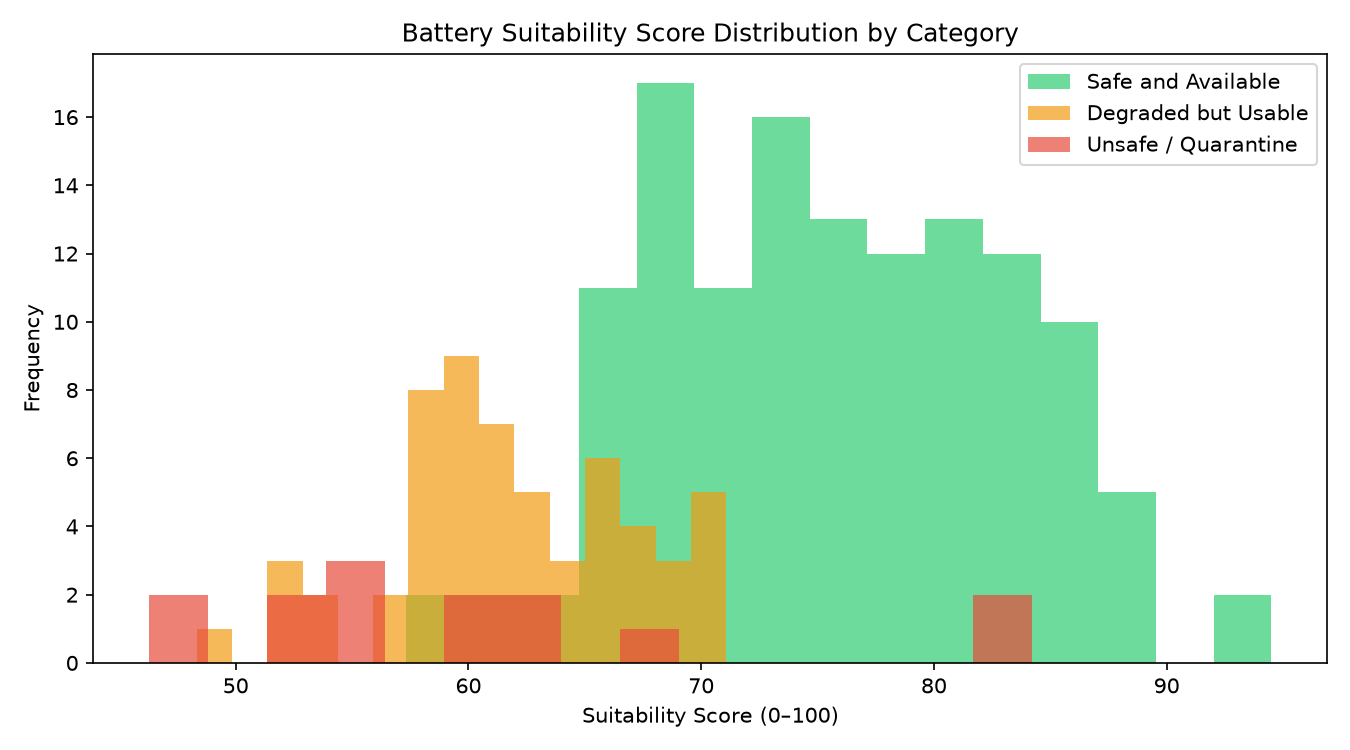 Battery Suitability Score Distribution by Category
Safe and Available
Degraded but Usable
Unsafe / Quarantine
Frequency
16
14
12
10
8
6
4
2
0
50 60 70 80 90
Suitability Score (0–100)